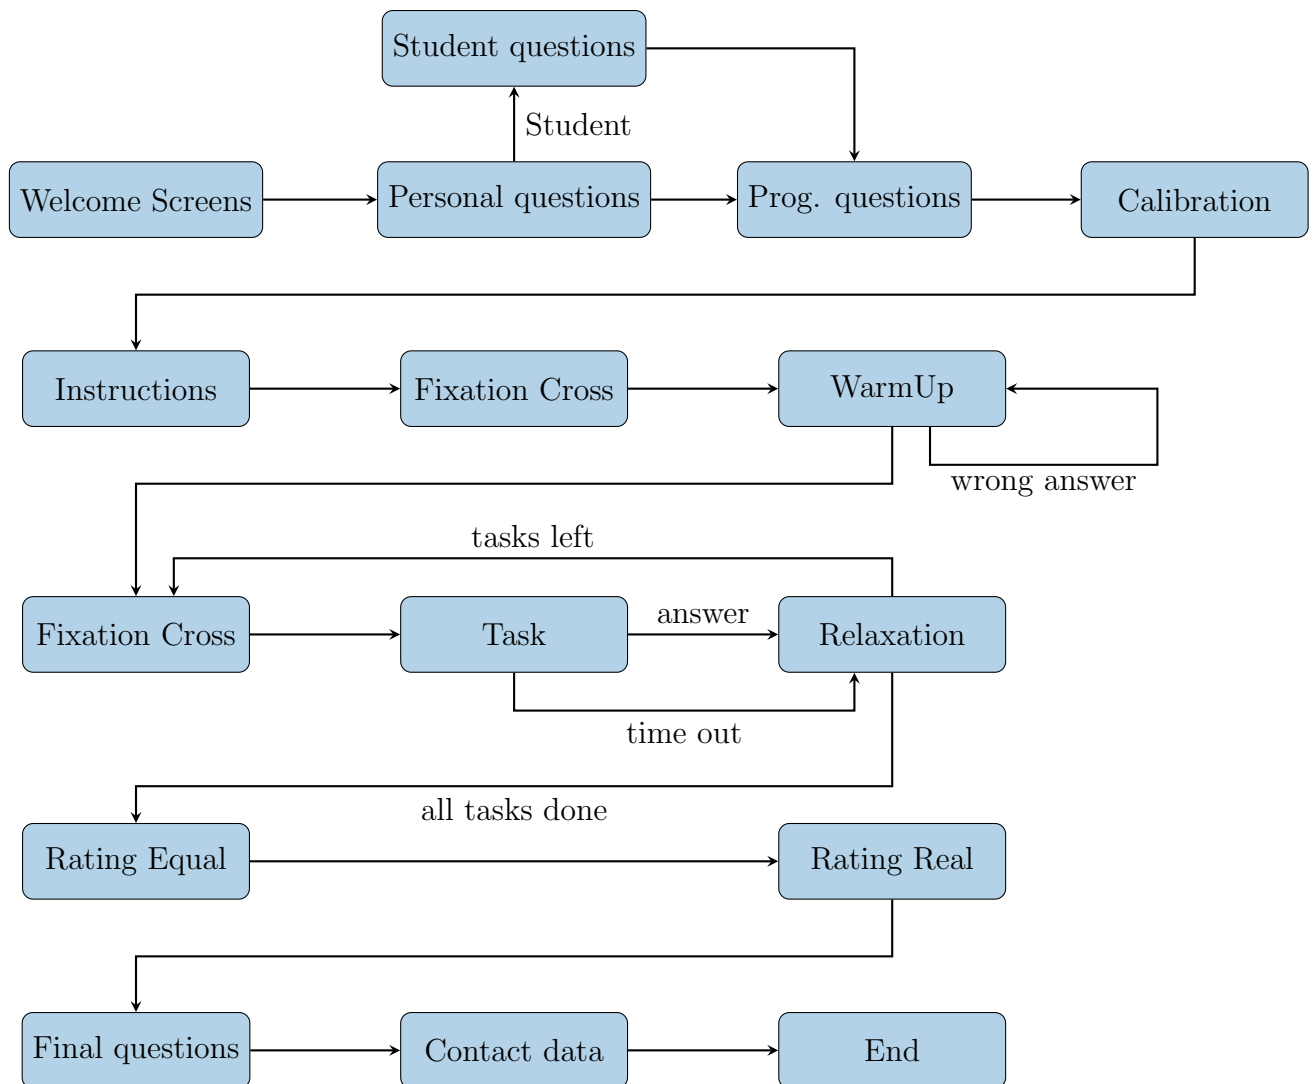 Student questions
Student
Welcome Screens
Personal questions
Prog. questions
Calibration
Instructions
Fixation Cross
WarmUp
wrong answer
tasks left
Fixation Cross
Task
answer
Relaxation
time out
all tasks done
Rating Equal
Rating Real
Final questions
Contact data
End